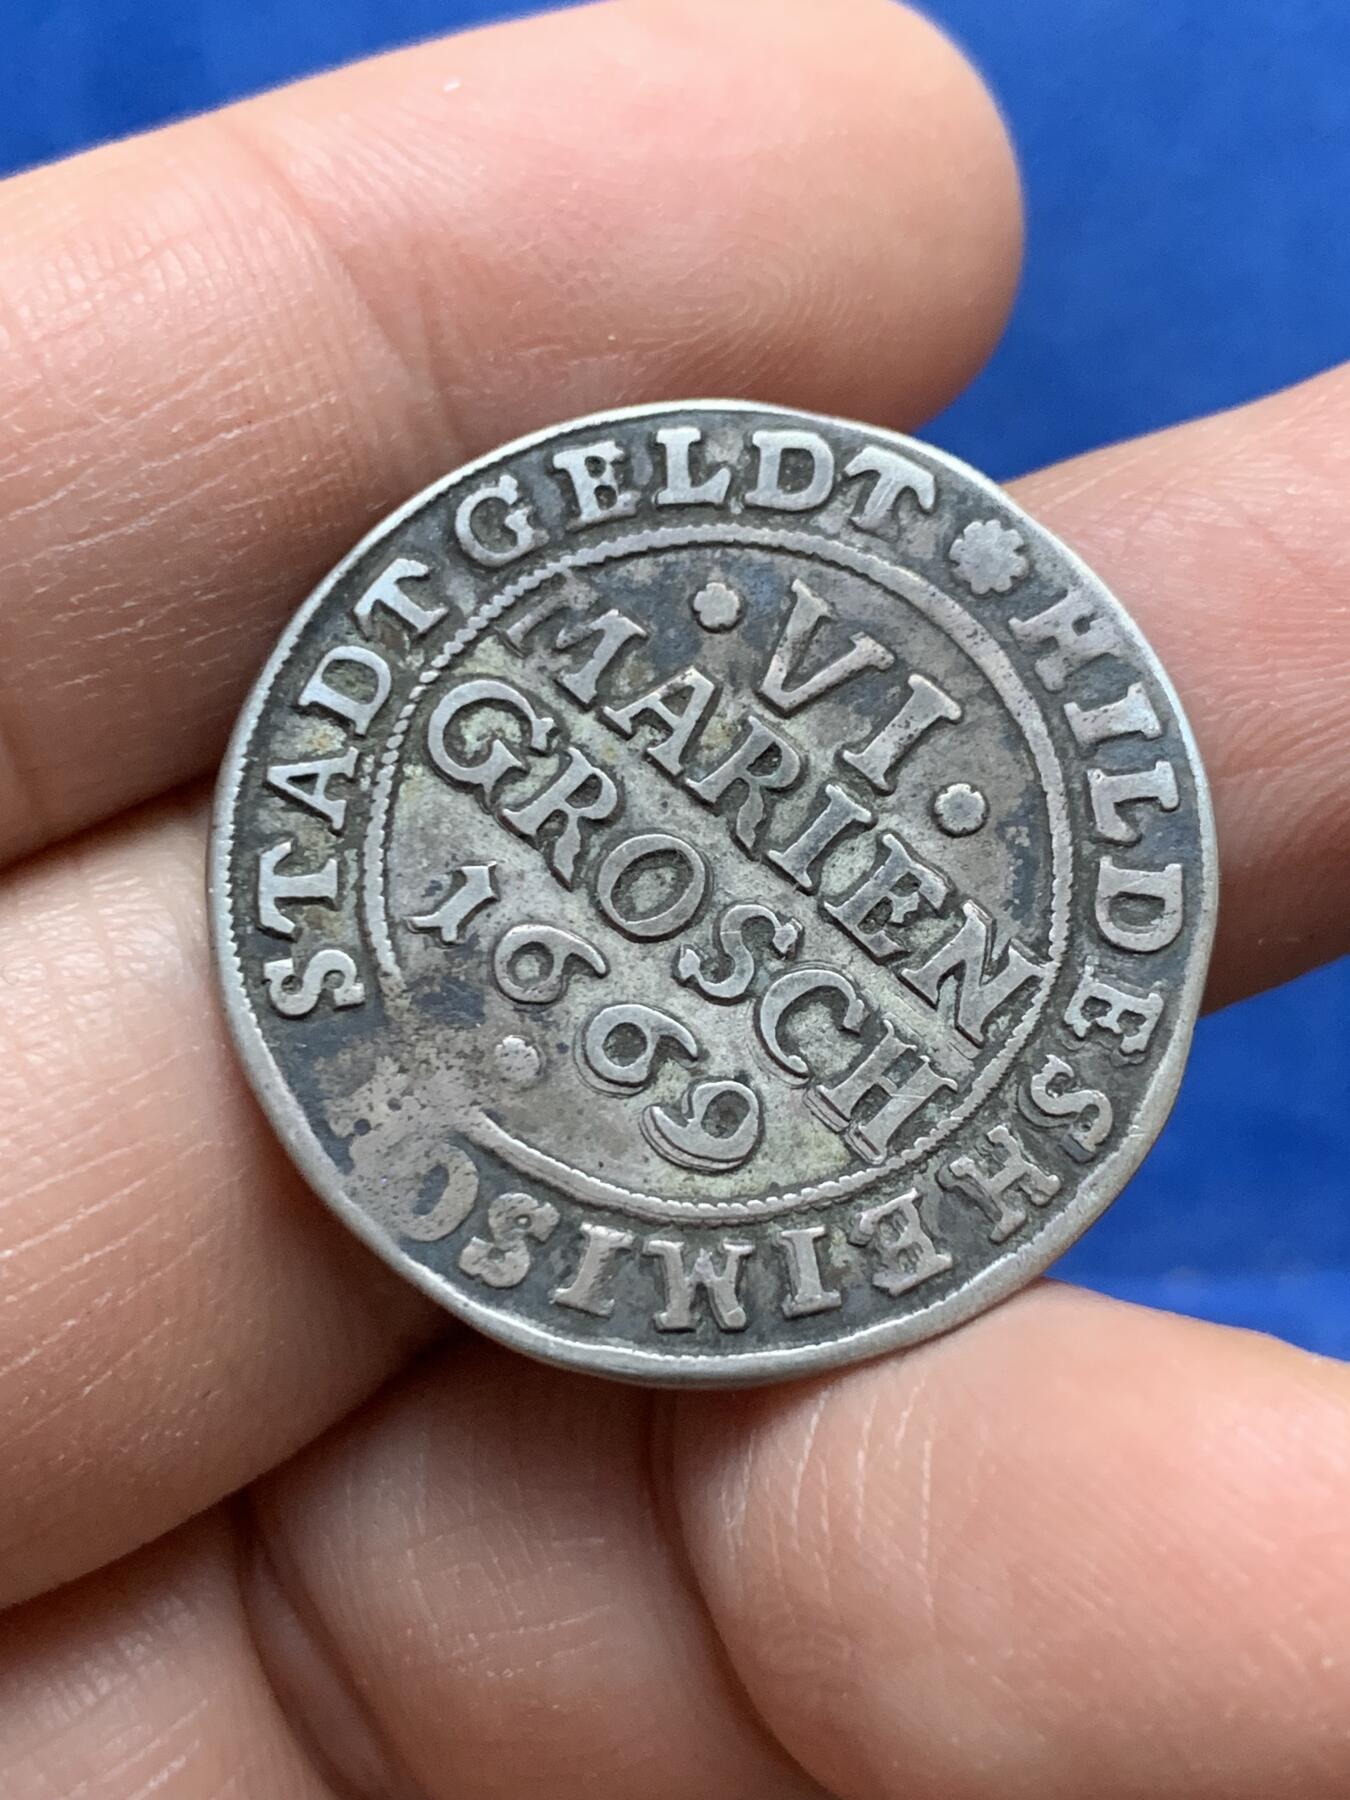 HILDESHEIMISC STADTGELDT
VI
MARIEN
GROSCH
1669